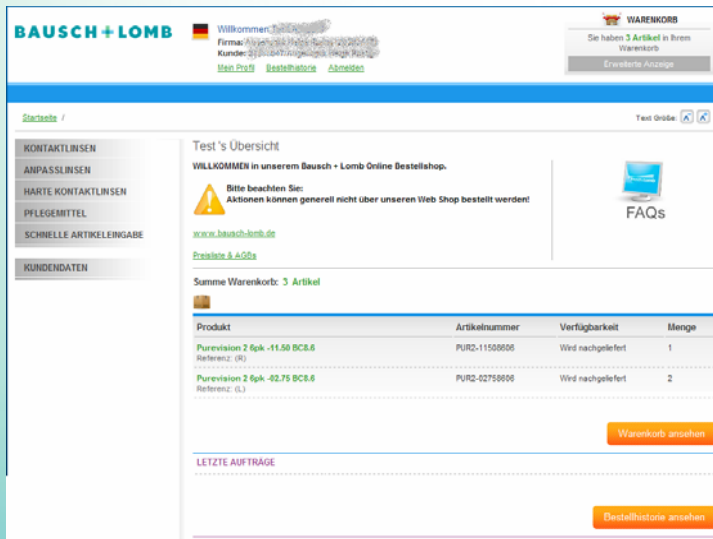 BAUSCH + LOMB
Willkommen
Firma:
Kunde:
Mein Profil Bestellhistorie Abmelden
WARENKORB
Sie haben 3 Artikel in Ihrem
Warenkorb
Erweiterte Anzeige
Startseite /
Text Größe: A A
KONTAKTLINSEN
ANPASSLINSEN
HARTE KONTAKTLINSEN
PFLEGEMITTEL
SCHNELLE ARTIKELEINGABE
KUNDENDATEN
Test 's Übersicht
WILLKOMMEN in unserem Bausch + Lomb Online Bestellshop.
Bitte beachten Sie:
Aktionen können generell nicht über unseren Web Shop bestellt werden!
www.bausch-lomb.de
Preisliste & AGBs
FAQs
Summe Warenkorb: 3 Artikel
Produkt Artikelnummer Verfügbarkeit Menge
Purevision 2 6pk -11.50 BC8.6 PUR2-11508606 Wird nachgeliefert 1
Referenz: (R)
Purevision 2 6pk -02.75 BC8.6 PUR2-02758606 Wird nachgeliefert 2
Referenz: (L)
Warenkorb ansehen
LETZTE AUFTRÄGE
Bestellhistorie ansehen